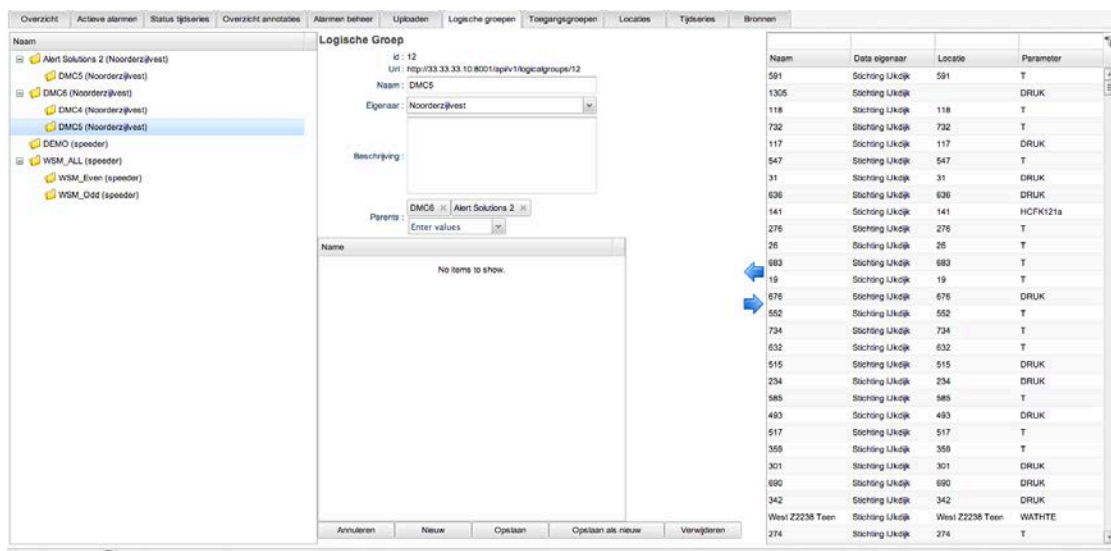 Overzicht Actieve alarmen Status tijdseries Overzicht annotaties Alarmen beheer Uploaden Logische groepen Toegangsgroepen Locaties Tijdseries Bronnen
Naam
Alert Solutions 2 (Noorderzijlvest)
DMC5 (Noorderzijlvest)
DMC6 (Noorderzijlvest)
DMC4 (Noorderzijlvest)
DMC5 (Noorderzijlvest)
DEMO (speeder)
WSM_ALL (speeder)
WSM_Even (speeder)
WSM_Odd (speeder)
Logische Groep
id : 12
Url : http://33.33.33.10:8001/api/v1/logicalgroups/12
Naam : DMC5
Eigenaar : Noorderzijlvest
Beschrijving :
Parents : DMC6 Alert Solutions 2
Enter values
Name
No items to show.
Annuleren Nieuw Opslaan Opslaan als nieuw Verwijderen
Naam Data eigenaar Locatie Parameter
591 Stichting IJkdijk 591 T
1305 Stichting IJkdijk DRUK
118 Stichting IJkdijk 118 T
732 Stichting IJkdijk 732 T
117 Stichting IJkdijk 117 DRUK
547 Stichting IJkdijk 547 T
31 Stichting IJkdijk 31 DRUK
636 Stichting IJkdijk 636 DRUK
141 Stichting IJkdijk 141 HCFK121a
276 Stichting IJkdijk 276 T
26 Stichting IJkdijk 26 T
683 Stichting IJkdijk 683 T
19 Stichting IJkdijk 19 T
676 Stichting IJkdijk 676 DRUK
552 Stichting IJkdijk 552 T
734 Stichting IJkdijk 734 T
632 Stichting IJkdijk 632 T
515 Stichting IJkdijk 515 DRUK
234 Stichting IJkdijk 234 DRUK
585 Stichting IJkdijk 585 T
493 Stichting IJkdijk 493 DRUK
517 Stichting IJkdijk 517 T
359 Stichting IJkdijk 359 T
301 Stichting IJkdijk 301 DRUK
690 Stichting IJkdijk 690 DRUK
342 Stichting IJkdijk 342 DRUK
West Z2238 Teen Stichting IJkdijk West Z2238 Teen WATHTE
274 Stichting IJkdijk 274 T